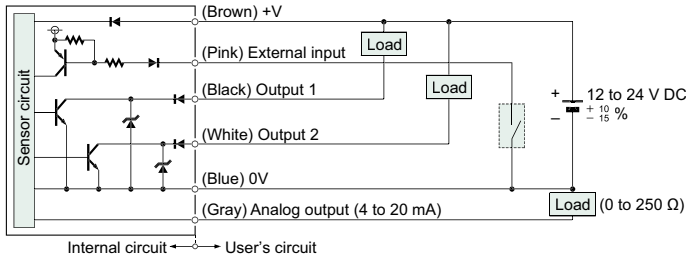 (Brown) +V
(Pink) External input
Load
(Black) Output 1
Load
Sensor circuit
+ 12 to 24 V DC
− + 10 − 15 %
(White) Output 2
(Blue) 0V
(Gray) Analog output (4 to 20 mA)
Load (0 to 250 Ω)
Internal circuit
User's circuit